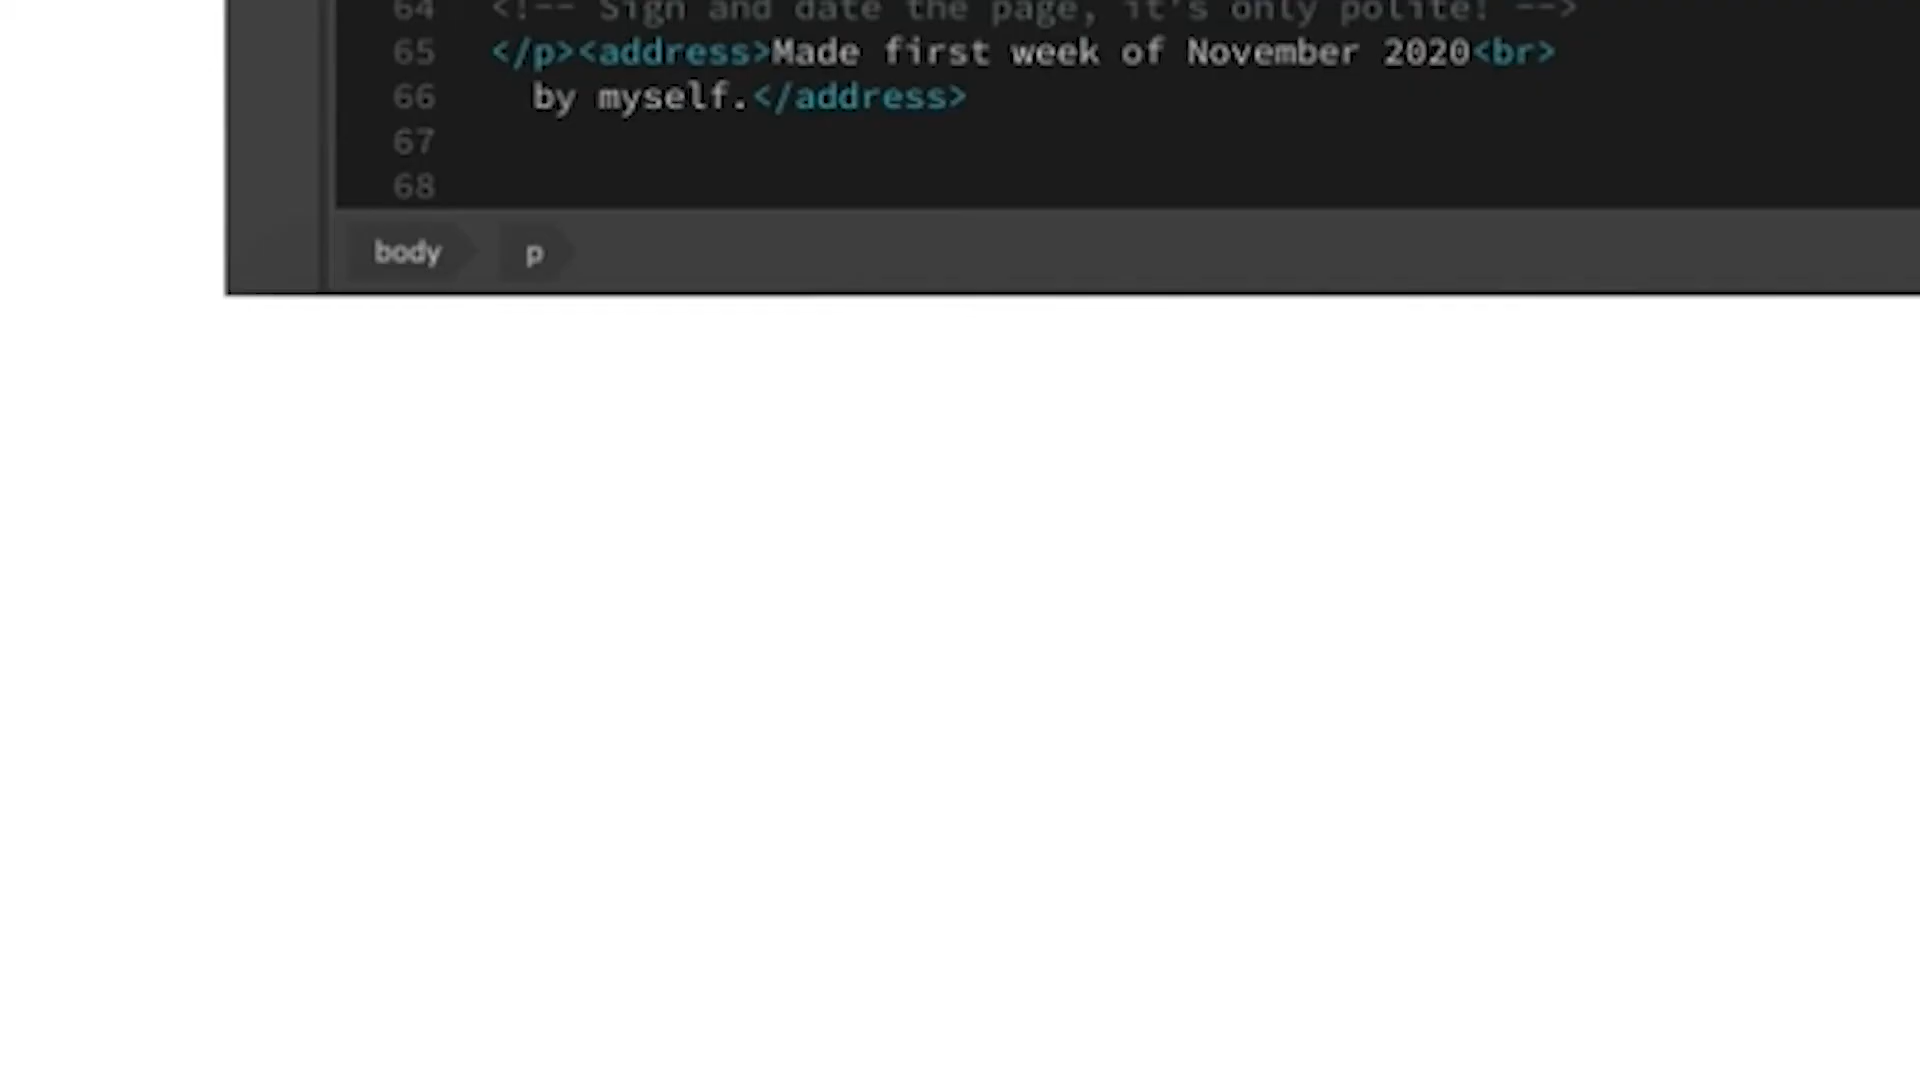 64 <!-- Sign and date the page, it's only polite! -->
65 </p><address>Made first week of November 2020<br>
66 by myself.</address>
67
68
body p